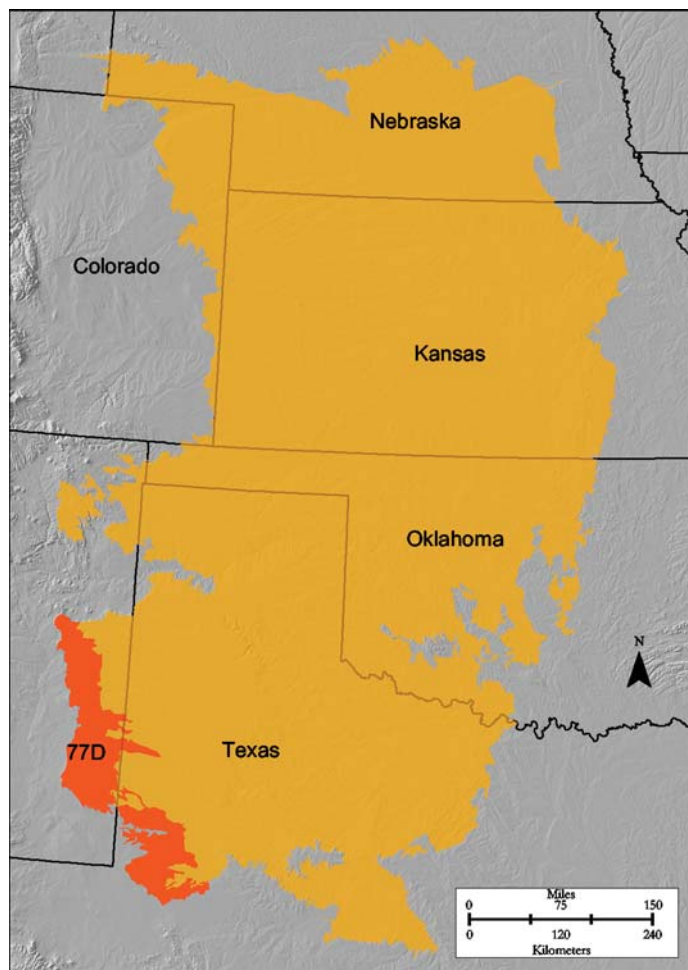 Nebraska
Colorado
Kansas
Oklahoma
N
77D
Texas
Miles
0 75 150
0 120 240
Kilometers